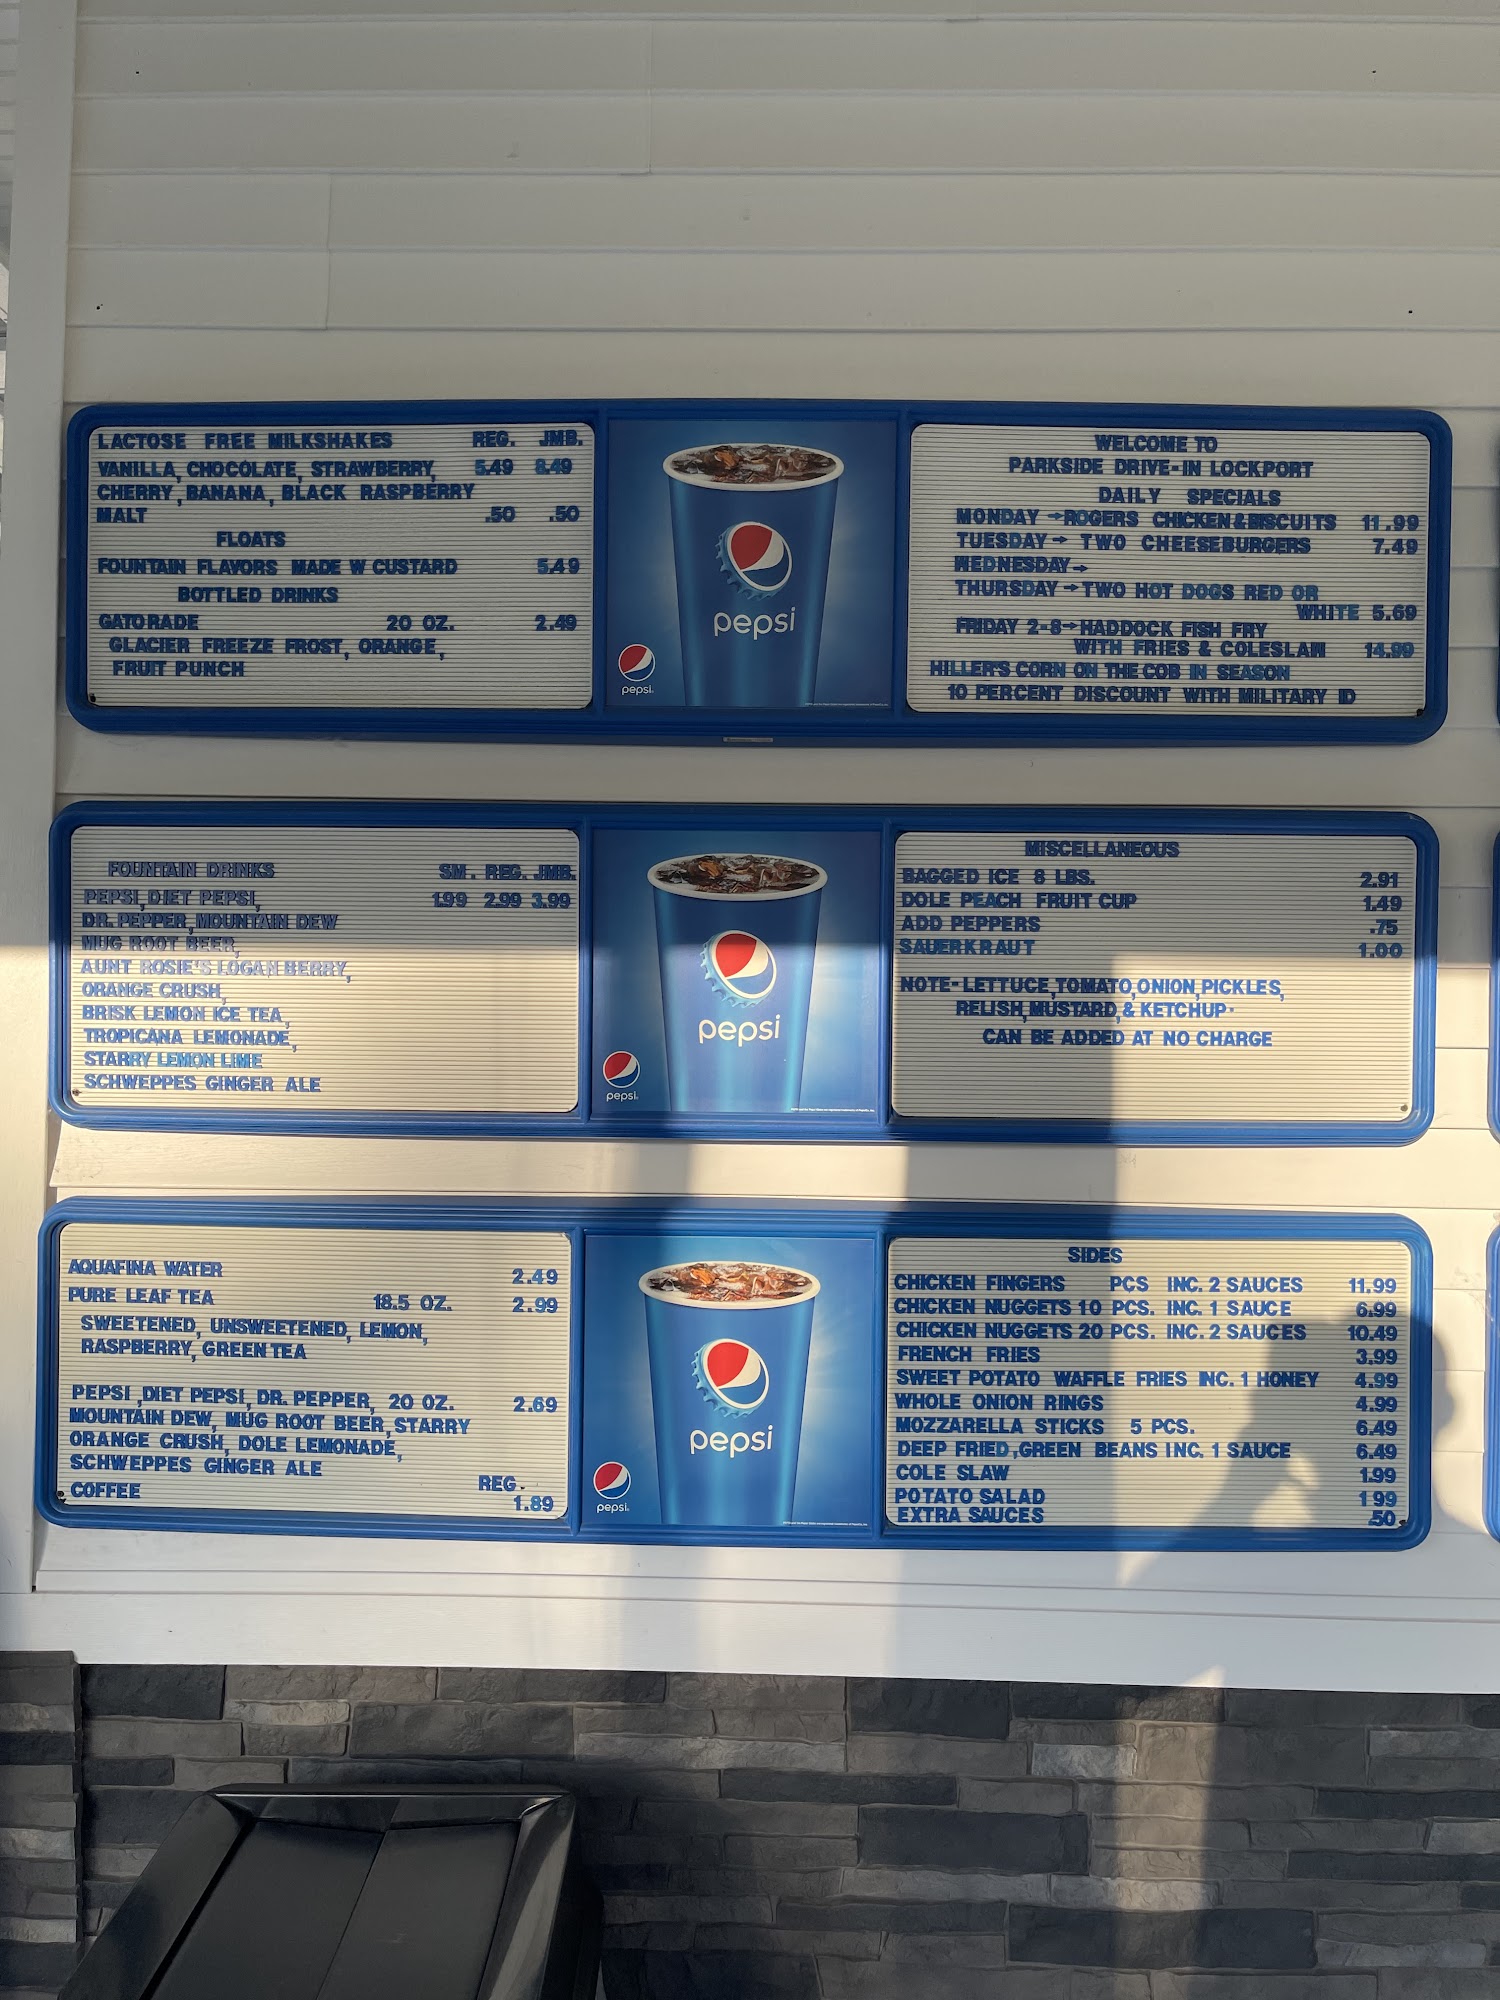 LACTOSE FREE MILKSHAKES REG. JMB.
VANILLA, CHOCOLATE, STRAWBERRY, 5.49 8.49
CHERRY, BANANA, BLACK RASPBERRY
MALT .50 .50
FLOATS
FOUNTAIN FLAVORS MADE W CUSTARD 5.49
BOTTLED DRINKS
GATORADE 20 OZ. 2.49
GLACIER FREEZE FROST, ORANGE,
FRUIT PUNCH
pepsi
pepsi.
WELCOME TO
PARKSIDE DRIVE-IN LOCKPORT
DAILY SPECIALS
MONDAY → ROGERS CHICKEN & BISCUITS 11.99
TUESDAY → TWO CHEESEBURGERS 7.49
WEDNESDAY →
THURSDAY → TWO HOT DOGS RED OR
WHITE 5.69
FRIDAY 2-8 → HADDOCK FISH FRY
WITH FRIES & COLESLAW 14.99
HILLER'S CORN ON THE COB IN SEASON
10 PERCENT DISCOUNT WITH MILITARY ID
FOUNTAIN DRINKS SM. REG. JMB.
PEPSI, DIET PEPSI, 1.99 2.99 3.99
DR. PEPPER, MOUNTAIN DEW
MUG ROOT BEER,
AUNT ROSIE'S LOGANBERRY,
ORANGE CRUSH,
BRISK LEMON ICE TEA,
TROPICANA LEMONADE,
STARRY LEMON LIME
SCHWEPPES GINGER ALE
pepsi
pepsi.
MISCELLANEOUS
BAGGED ICE 8 LBS. 2.91
DOLE PEACH FRUIT CUP 1.49
ADD PEPPERS .75
SAUERKRAUT 1.00
NOTE- LETTUCE, TOMATO, ONION, PICKLES,
RELISH, MUSTARD, & KETCHUP-
CAN BE ADDED AT NO CHARGE
AQUAFINA WATER 2.49
PURE LEAF TEA 18.5 OZ. 2.99
SWEETENED, UNSWEETENED, LEMON,
RASPBERRY, GREEN TEA
PEPSI, DIET PEPSI, DR. PEPPER, 20 OZ. 2.69
MOUNTAIN DEW, MUG ROOT BEER, STARRY
ORANGE CRUSH, DOLE LEMONADE,
SCHWEPPES GINGER ALE
REG.
COFFEE 1.89
pepsi
pepsi.
SIDES
CHICKEN FINGERS PCS INC. 2 SAUCES 11.99
CHICKEN NUGGETS 10 PCS. INC. 1 SAUCE 6.99
CHICKEN NUGGETS 20 PCS. INC. 2 SAUCES 10.49
FRENCH FRIES 3.99
SWEET POTATO WAFFLE FRIES INC. 1 HONEY 4.99
WHOLE ONION RINGS 4.99
MOZZARELLA STICKS 5 PCS. 6.49
DEEP FRIED, GREEN BEANS INC. 1 SAUCE 6.49
COLE SLAW 1.99
POTATO SALAD 1 99
EXTRA SAUCES .50